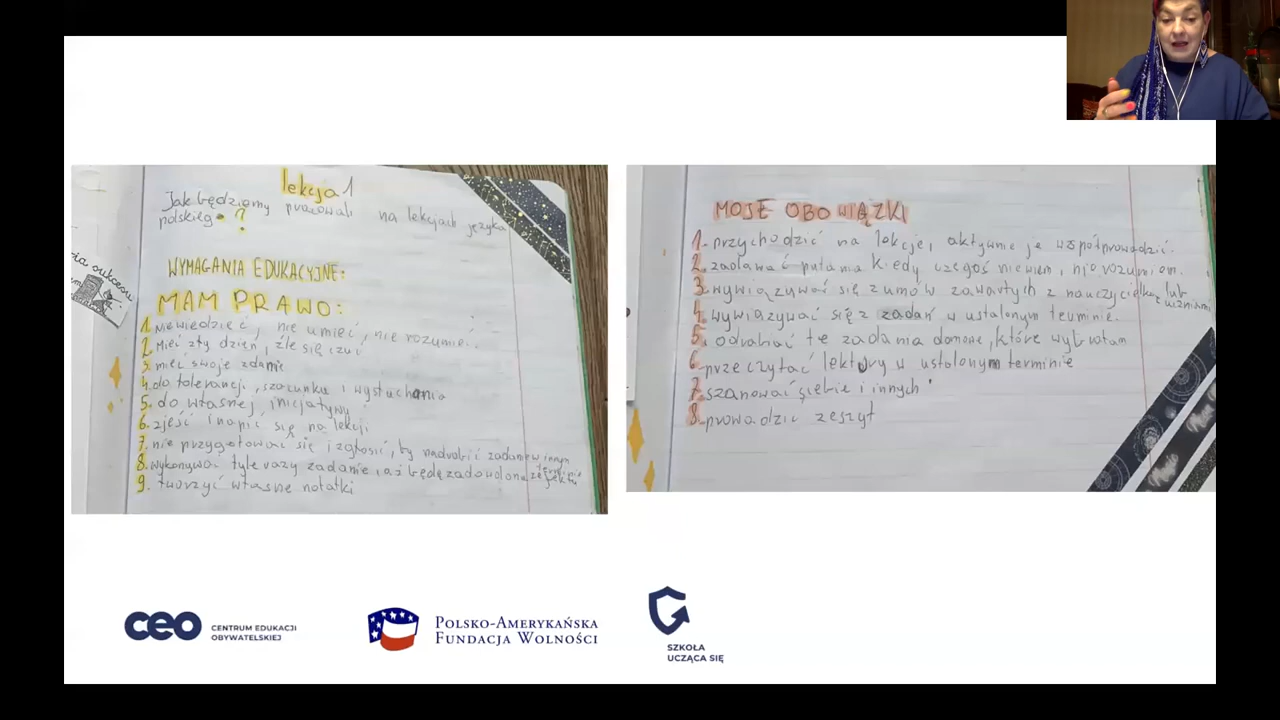 lekcja 1
Jak będziemy pracowali na lekcjach języka
polskiego?
WYMAGANIA EDUKACYJNE:
MAM PRAWO:
1. nie wiedzieć, nie umieć, nie rozumieć..
2. mieć zły dzień, źle się czuć
3. mieć swoje zdanie
4. do tolerancji, szacunku i wysłuchania
5. do własnej inicjatywy
6. zjeść i napić się na lekcji
7. nie przygotować się i zgłosić, by nadrobić zadanie w innym terminie
8. wykonywać tyle razy zadanie, aż będę zadowolona z efektu
9. tworzyć własne notatki
MOJE OBOWIĄZKI
1. przychodzić na lekcje, aktywnie je współprowadzić.
2. zadawać pytania kiedy czegoś nie wiem, nie rozumiem.
3. wywiązywać się z umów zawartych z nauczycielką lub uczniami
4. wywiązywać się z zadań w ustalonym terminie.
5. odrabiać te zadania domowe, które wybrałam
6. przeczytać lektury w ustalonym terminie
7. szanować siebie i innych
8. prowadzić zeszyt
ceo CENTRUM EDUKACJI
OBYWATELSKIEJ
POLSKO-AMERYKAŃSKA
FUNDACJA WOLNOŚCI
SZKOŁA
UCZĄCA SIĘ